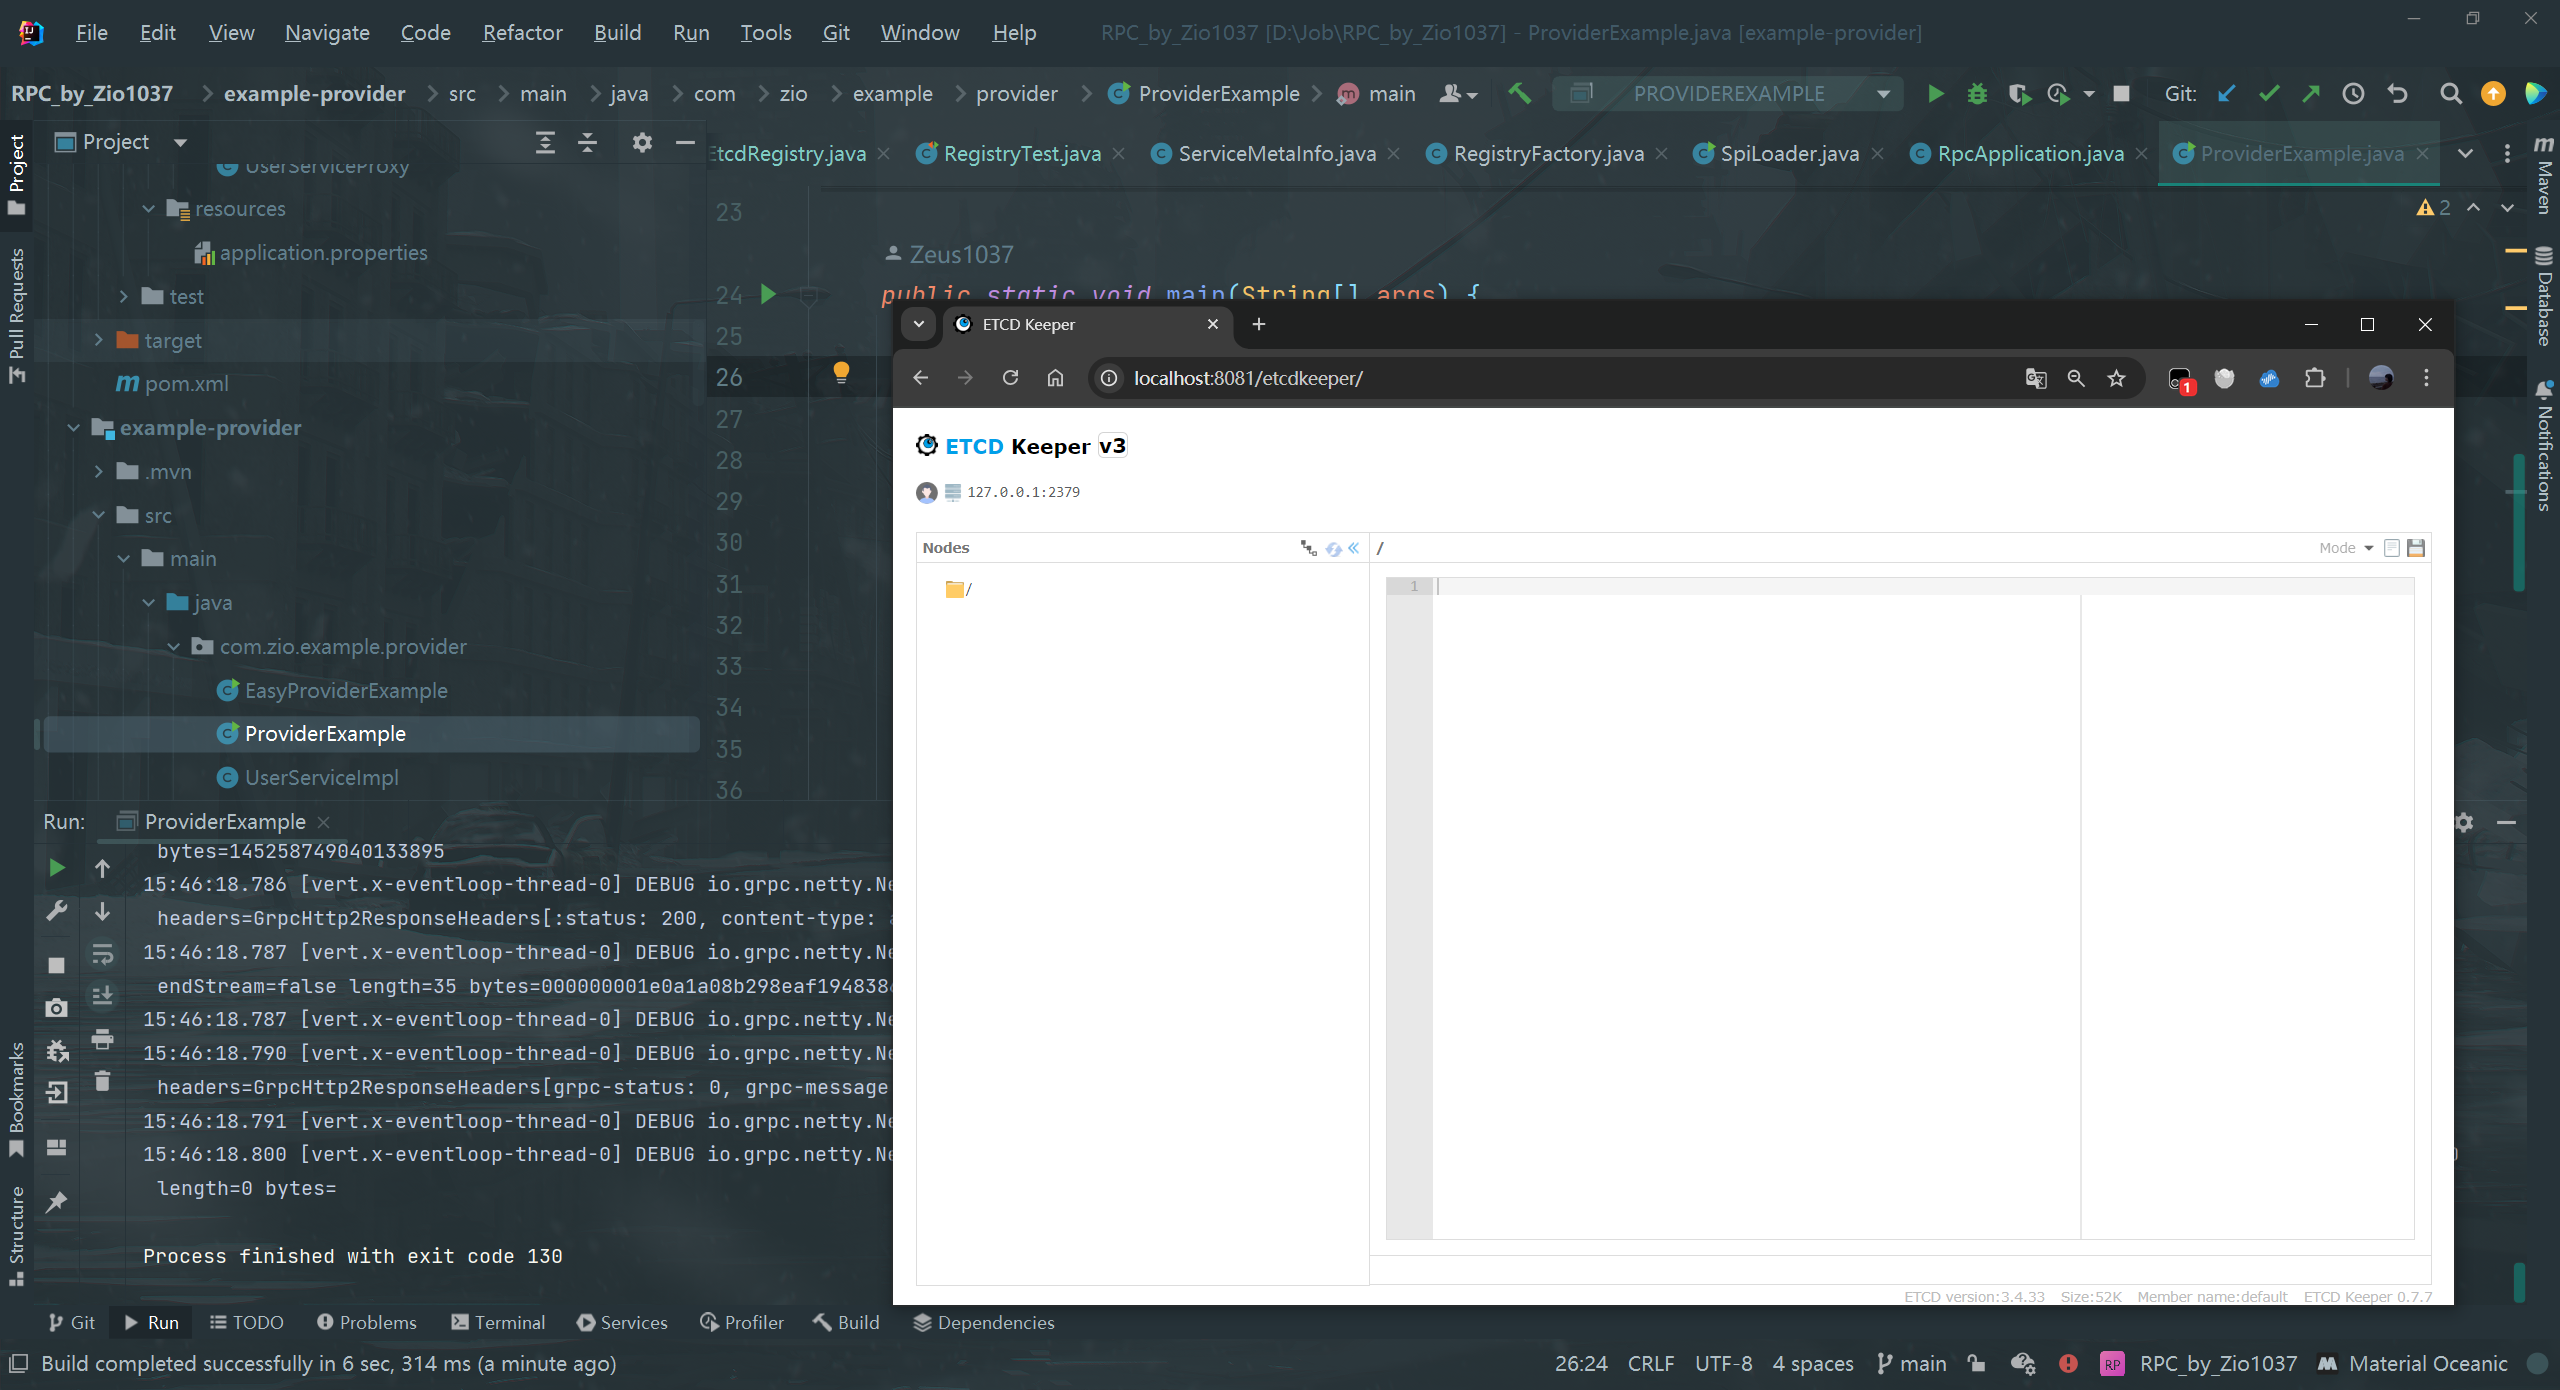 File Edit View Navigate Code Refactor Build Run Tools Git Window Help RPC_by_Zio1037 [D:\Job\RPC_by_Zio1037] - ProviderExample.java [example-provider]
RPC_by_Zio1037 example-provider src main java com zio example provider ProviderExample main PROVIDEREXAMPLE Git:
Project
EtcdRegistry.java RegistryTest.java ServiceMetaInfo.java RegistryFactory.java SpiLoader.java RpcApplication.java ProviderExample.java
Project
Pull Requests
Bookmarks
Structure
Maven
Database
Notifications
UserServiceProxy
resources
application.properties
test
target
pom.xml
example-provider
.mvn
src
main
java
com.zio.example.provider
EasyProviderExample
ProviderExample
UserServiceImpl
2
23
Zeus1037
24 public static void main(String[] args) {
25
26
27
28
29
30
31
32
33
34
35
36
ETCD Keeper
localhost:8081/etcdkeeper/
1
ETCD Keeper v3
127.0.0.1:2379
Nodes / Mode
/
1
ETCD version:3.4.33 Size:52K Member name:default ETCD Keeper 0.7.7
Run: ProviderExample
bytes=145258749040133895
15:46:18.786 [vert.x-eventloop-thread-0] DEBUG io.grpc.netty.Ne
headers=GrpcHttp2ResponseHeaders[:status: 200, content-type: a
15:46:18.787 [vert.x-eventloop-thread-0] DEBUG io.grpc.netty.Ne
endStream=false length=35 bytes=000000001e0a1a08b298eaf194838
15:46:18.787 [vert.x-eventloop-thread-0] DEBUG io.grpc.netty.Ne
15:46:18.790 [vert.x-eventloop-thread-0] DEBUG io.grpc.netty.Ne
headers=GrpcHttp2ResponseHeaders[grpc-status: 0, grpc-message
15:46:18.791 [vert.x-eventloop-thread-0] DEBUG io.grpc.netty.Ne
15:46:18.800 [vert.x-eventloop-thread-0] DEBUG io.grpc.netty.Ne
length=0 bytes=
Process finished with exit code 130
Git Run TODO Problems Terminal Services Profiler Build Dependencies
Build completed successfully in 6 sec, 314 ms (a minute ago) 26:24 CRLF UTF-8 4 spaces main RP RPC_by_Zio1037 Material Oceanic